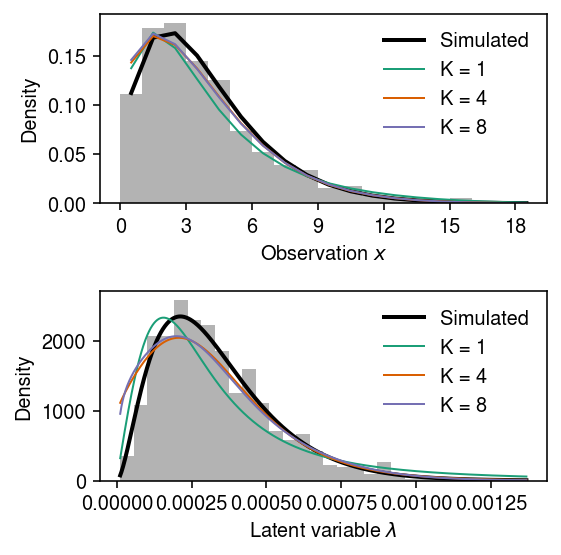 0.15
0.10
0.05
0.00
Density
Simulated
K = 1
K = 4
K = 8
0 3 6 9 12 15 18
Observation x
2000
1000
0
Density
Simulated
K = 1
K = 4
K = 8
0.00000 0.00025 0.00050 0.00075 0.00100 0.00125
Latent variable λ